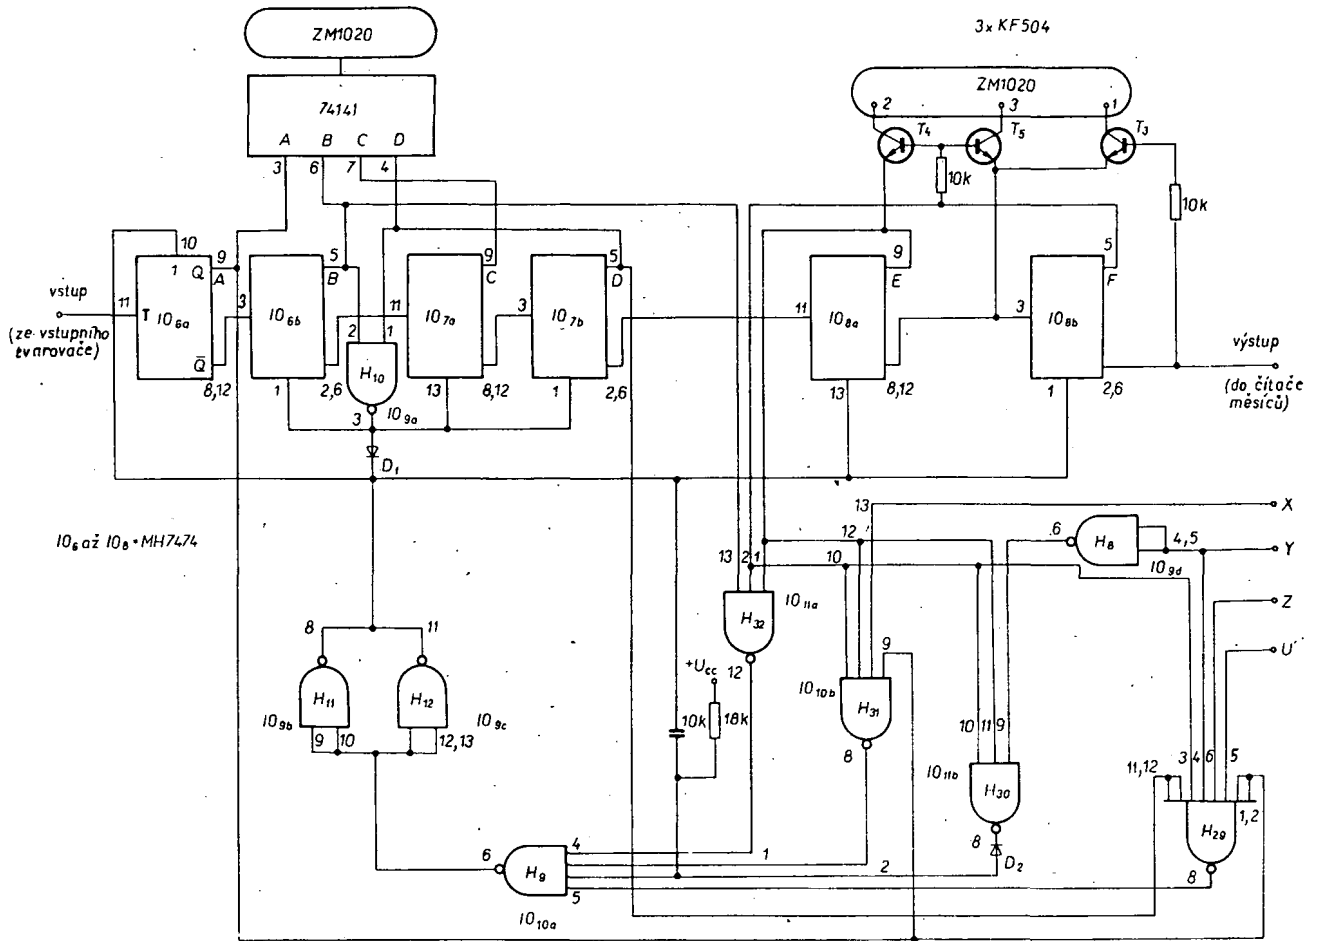 ZM1020
3x KF504
74141
A B C D
3 6 7 4
ZM1020
2 3 1
T4 T5 T3
10k
10k
vstup
(ze vstupního
tvarovače)
11
10
1 Q
9
A
T
IO6a
Q̅
8,12
3
IO6b
5
B
1
2,6
2 1
H10
3
IO9a
D1
11
IO7a
9
C
13
8,12
3
IO7b
5
D
1
2,6
11
IO8a
9
E
13
8,12
3
IO8b
5
F
1
2,6
výstup
(do čítače
měsíců)
IO6 až IO8 = MH7474
X
Y
Z
U
6
H8
4,5
IO9d
13 2 1
H32
IO11a
12
13
12
10
9
IO10b
H31
8
10 11 9
IO11b
H30
8
D2
11,12
3 4 6 5
1,2
H29
8
+Ucc
10k
18k
8
11
H11
H12
IO9b
9 10
12,13
IO9c
6
H9
4
1
2
5
IO10a